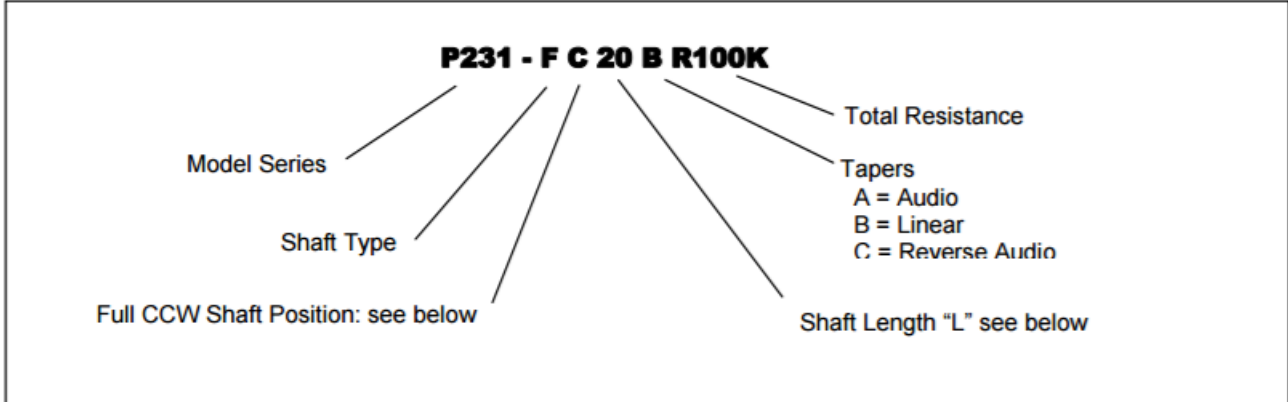 P231 - F C 20 B R100K
Total Resistance
Model Series
Tapers
A = Audio
B = Linear
C = Reverse Audio
Shaft Type
Full CCW Shaft Position: see below
Shaft Length “L” see below